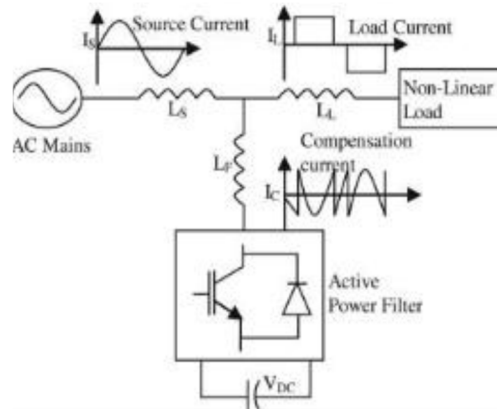 Source Current
IS
Load Current
IL
LS
LL
Non-Linear
Load
AC Mains
LF
Compensation
current
IC
Active
Power Filter
VDC